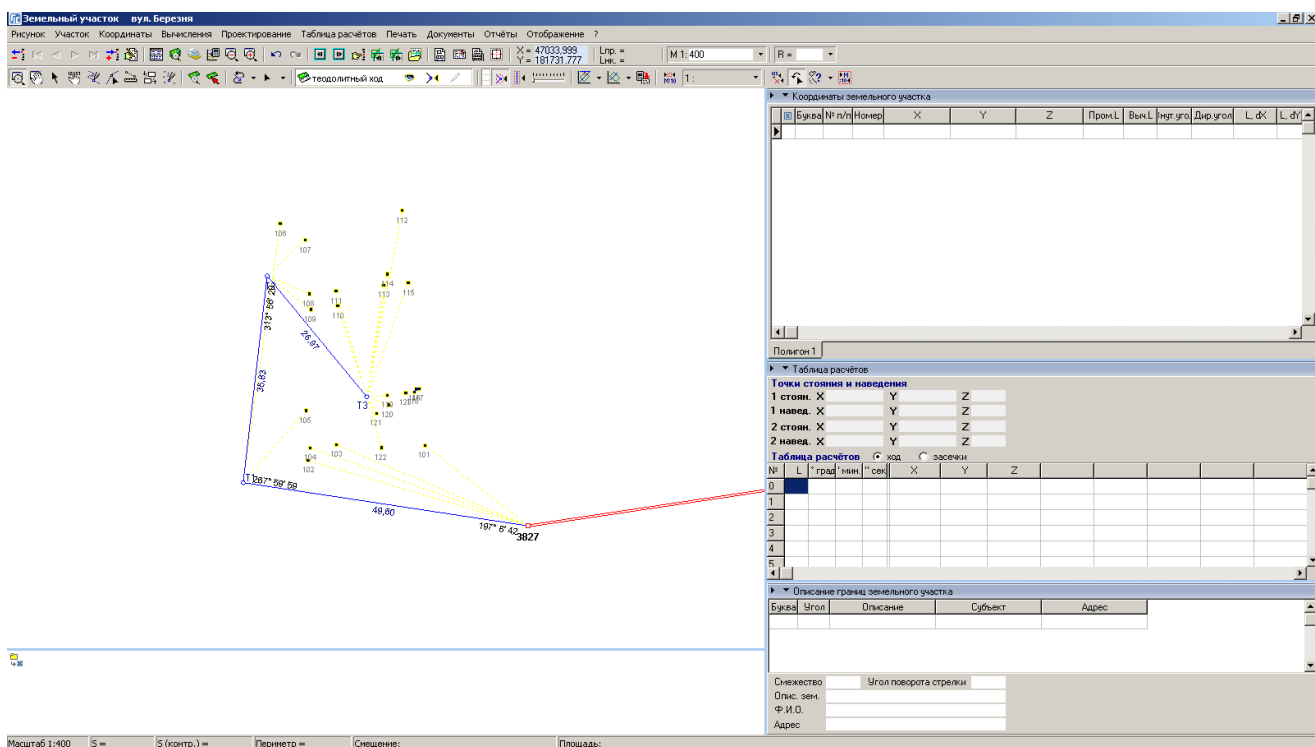 Земельный участок вул. Березня
Рисунок Участок Координаты Вычисления Проектирование Таблица расчётов Печать Документы Отчёты Отображение ?
X = 47033,999
Y = 181731.777
Lпр. =
Lнк. =
M 1: 400
R =
теодолитный ход
1 :
Координаты земельного участка
Буква № п/п Номер X Y Z Пром.L Выч.L Дир.угол L, dX L, dY
Полигон 1
Таблица расчётов
Точки стояния и наведения
1 стоян. X Y Z
1 навед. X Y Z
2 стоян. X Y Z
2 навед. X Y Z
Таблица расчётов ход засечки
№ L ° град ' мин. '' сек X Y Z
0
1
2
3
4
5
Описание границ земельного участка
Буква Угол Описание Субъект Адрес
Смежество Угол поворота стрелки
Опис. зем.
Ф.И.О.
Адрес
112
106
107
114
113
115
111
108
110
109
313° 56'
26,97
35,83
T3
119
120
121
105
104
103
102
122
101
T1
267° 59' 59
49,60
197° 6' 42
3827
Масштаб 1:400 S = S (контр.) = Периметр = Смещение: Площадь: